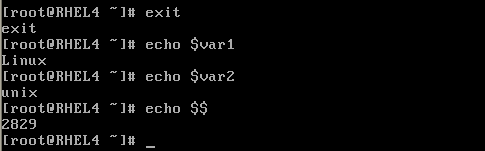 [root@RHEL4 ~]# exit
exit
[root@RHEL4 ~]# echo $var1
Linux
[root@RHEL4 ~]# echo $var2
unix
[root@RHEL4 ~]# echo $$
2829
[root@RHEL4 ~]# _